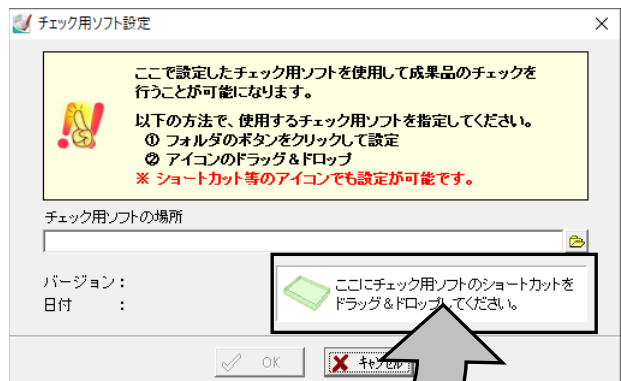 チェック用ソフト設定
ここで設定したチェック用ソフトを使用して成果品のチェックを
行うことが可能になります。
以下の方法で、使用するチェック用ソフトを指定してください。
① フォルダのボタンをクリックして設定
② アイコンのドラッグ＆ドロップ
※ ショートカット等のアイコンでも設定が可能です。
チェック用ソフトの場所
バージョン：
日付　　：
ここにチェック用ソフトのショートカットを
ドラッグ＆ドロップしてください。
OK
キャンセル